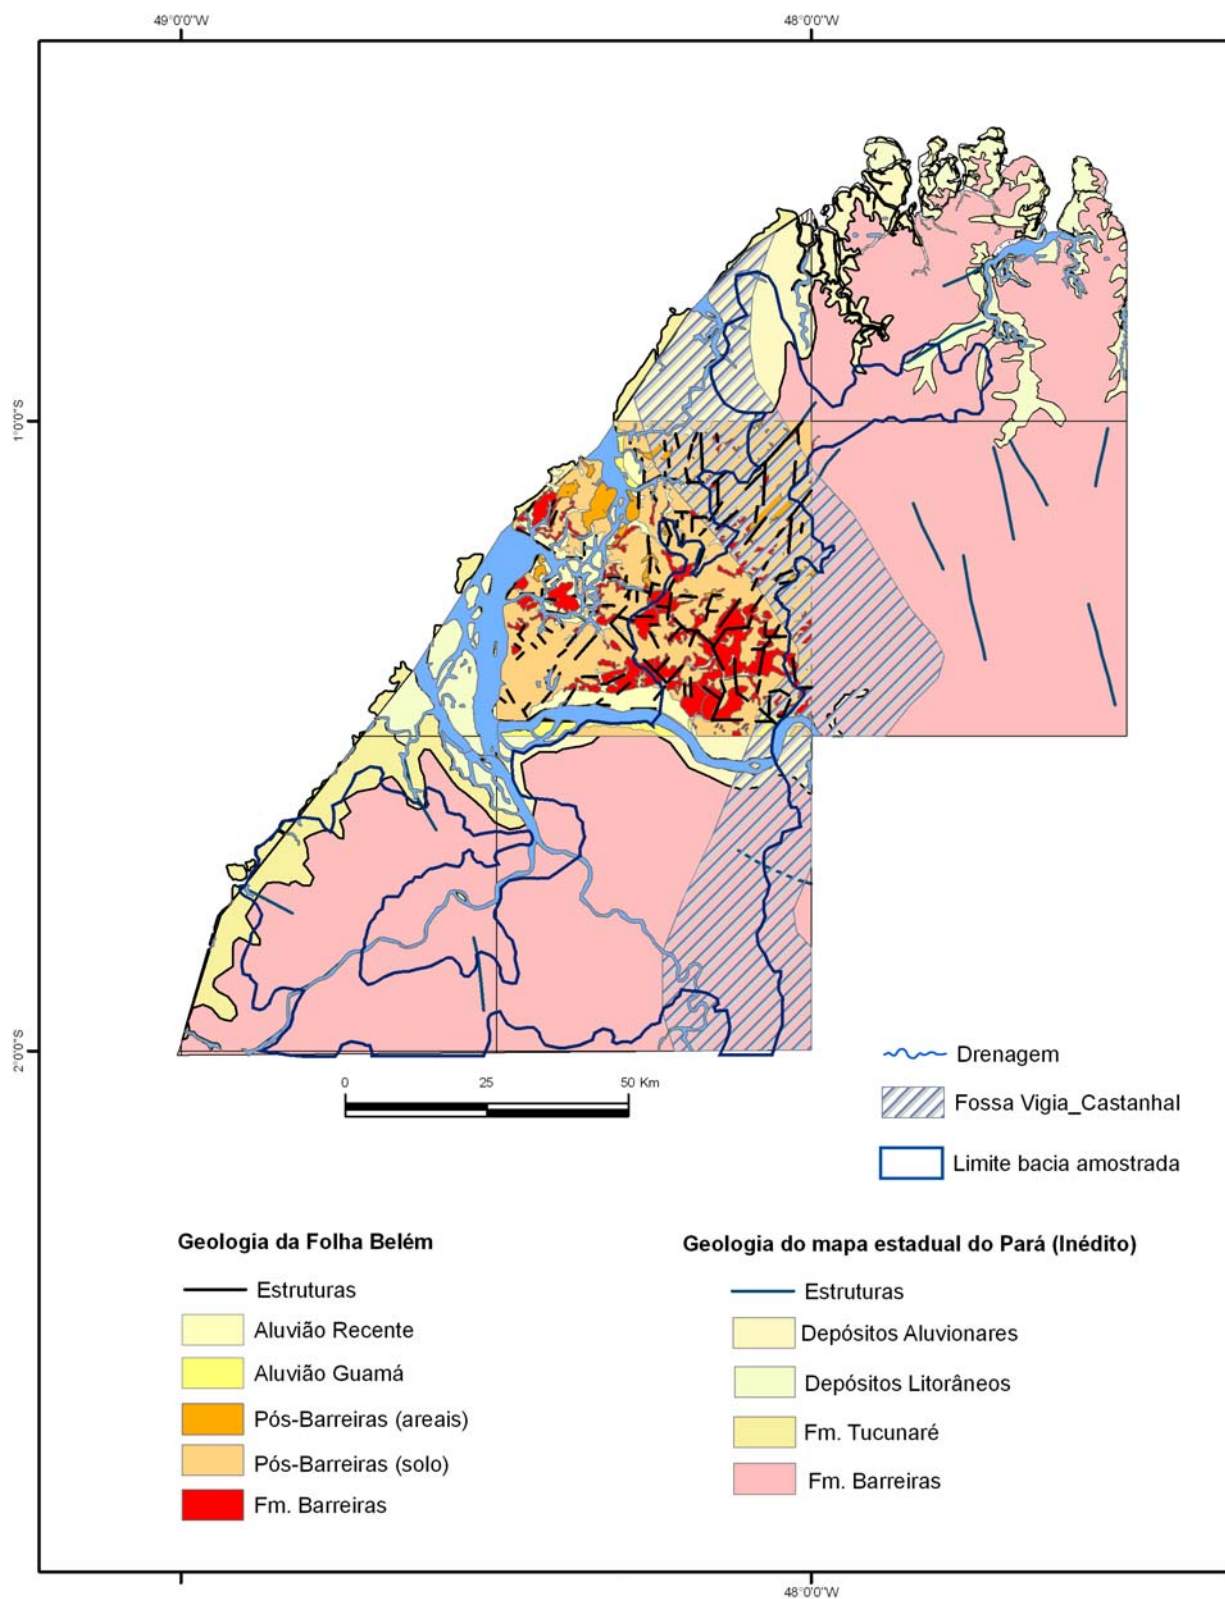 49°0'0"W
48°0'0"W
1°0'0"S
2°0'0"S
0 25 50 Km
Drenagem
Fossa Vigia_Castanhal
Limite bacia amostrada
Geologia da Folha Belém
Estruturas
Aluvião Recente
Aluvião Guamá
Pós-Barreiras (areais)
Pós-Barreiras (solo)
Fm. Barreiras
Geologia do mapa estadual do Pará (Inédito)
Estruturas
Depósitos Aluvionares
Depósitos Litorâneos
Fm. Tucunaré
Fm. Barreiras
48°0'0"W